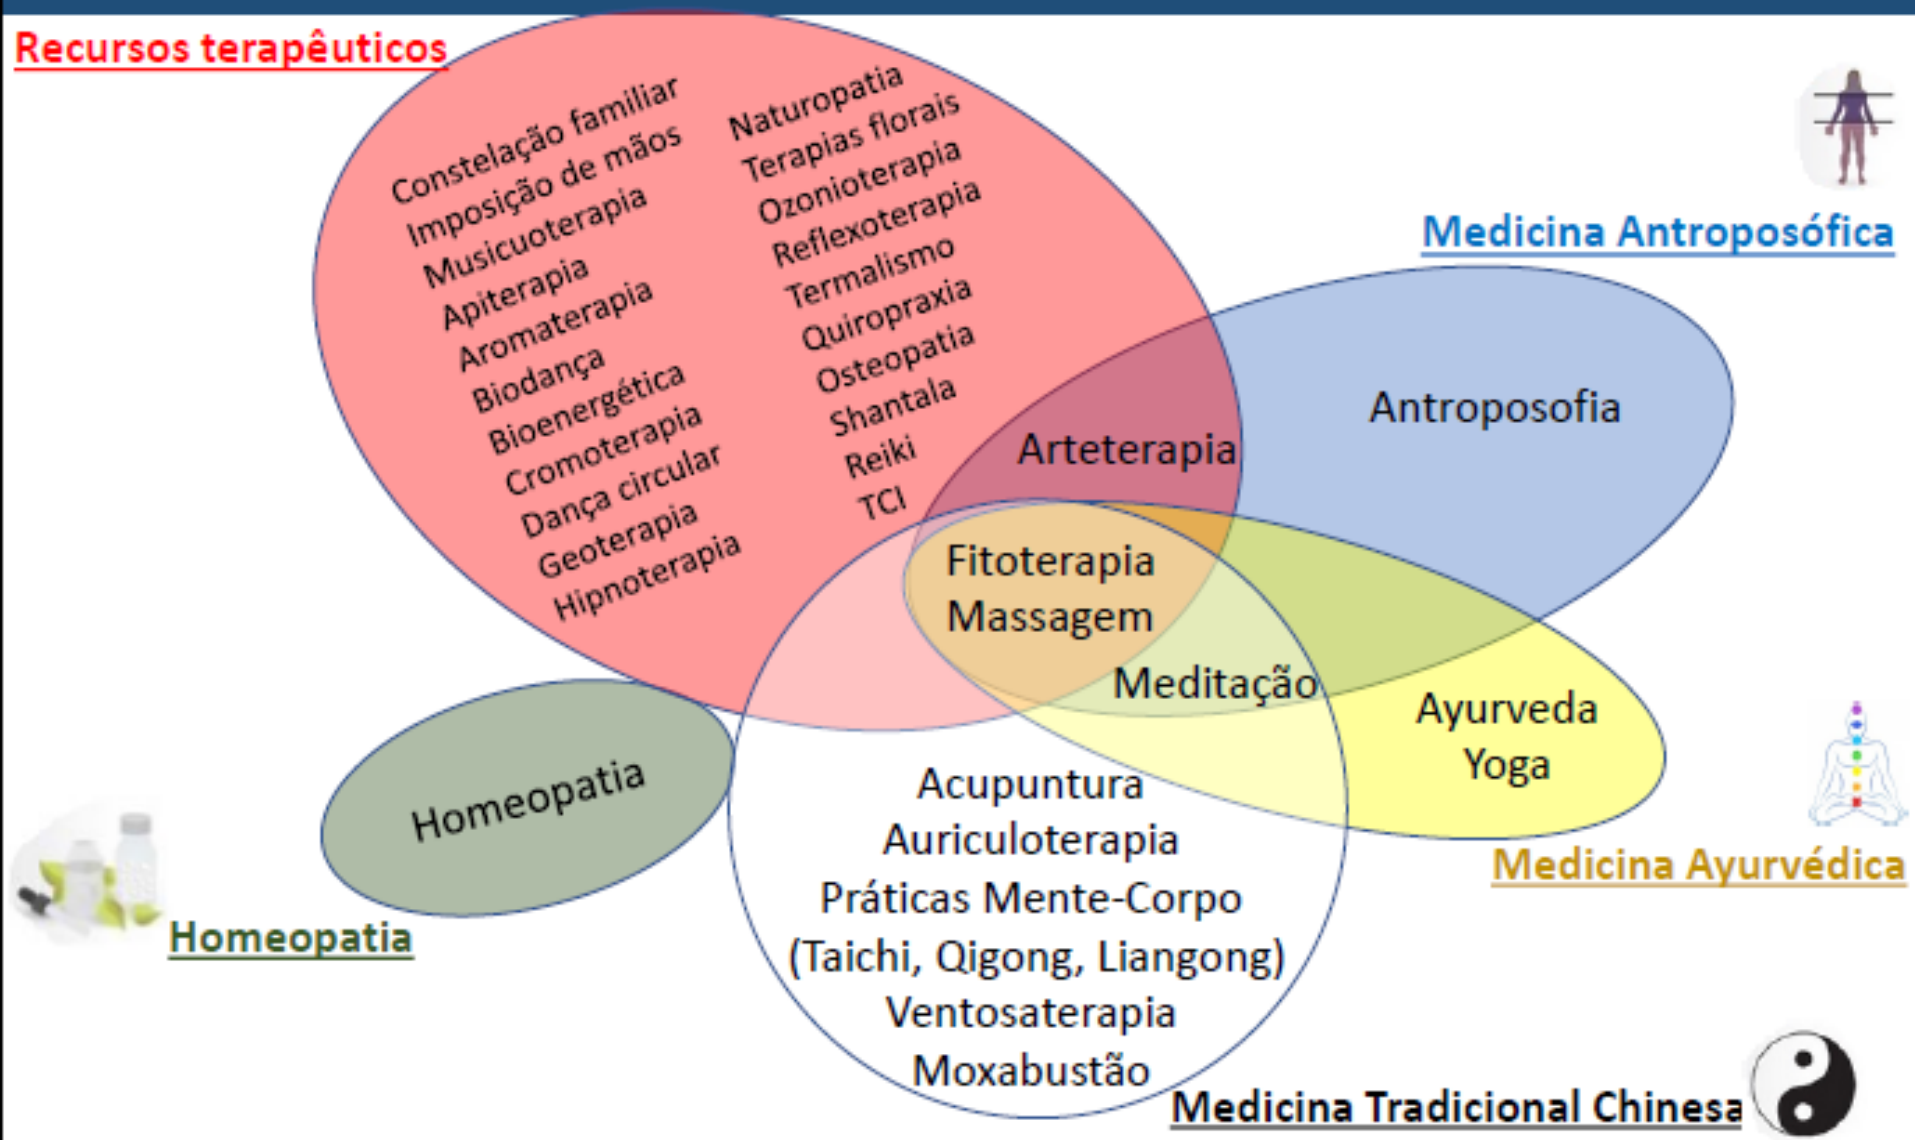 Recursos terapêuticos
Constelação familiar
Imposição de mãos
Musicuoterapia
Apiterapia
Aromaterapia
Biodança
Bioenergética
Cromoterapia
Dança circular
Geoterapia
Hipnoterapia
Naturopatia
Terapias florais
Ozonioterapia
Reflexoterapia
Termalismo
Quiropraxia
Osteopatia
Shantala
Reiki
TCI
Medicina Antroposófica
Antroposofia
Arteterapia
Fitoterapia
Massagem
Meditação
Ayurveda
Yoga
Medicina Ayurvédica
Homeopatia
Homeopatia
Acupuntura
Auriculoterapia
Práticas Mente-Corpo
(Taichi, Qigong, Liangong)
Ventosaterapia
Moxabustão
Medicina Tradicional Chinesa